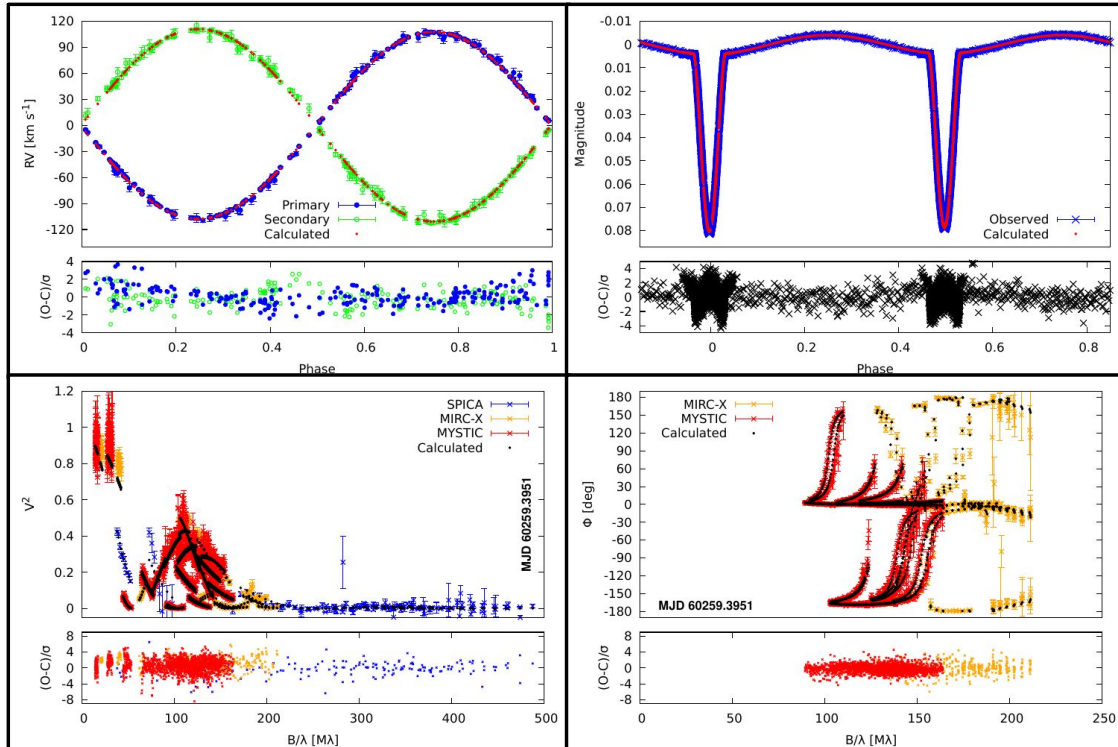 RV [km s⁻¹]
120
90
60
30
0
-30
-60
-90
-120
Primary
Secondary
Calculated
(O-C)/σ
4
2
0
-2
-4
0 0.2 0.4 0.6 0.8 1
Phase
Magnitude
-0.01
0
0.01
0.02
0.03
0.04
0.05
0.06
0.07
0.08
Observed
Calculated
(O-C)/σ
4
2
0
-2
-4
0 0.2 0.4 0.6 0.8
Phase
V²
1.2
1
0.8
0.6
0.4
0.2
0
SPICA
MIRC-X
MYSTIC
Calculated
MJD 60259.3951
(O-C)/σ
8
4
0
-4
-8
0 100 200 300 400 500
B/λ [Mλ]
Φ [deg]
180
150
120
90
60
30
0
-30
-60
-90
-120
-150
-180
MIRC-X
MYSTIC
Calculated
MJD 60259.3951
(O-C)/σ
8
4
0
-4
-8
0 50 100 150 200 250
B/λ [Mλ]